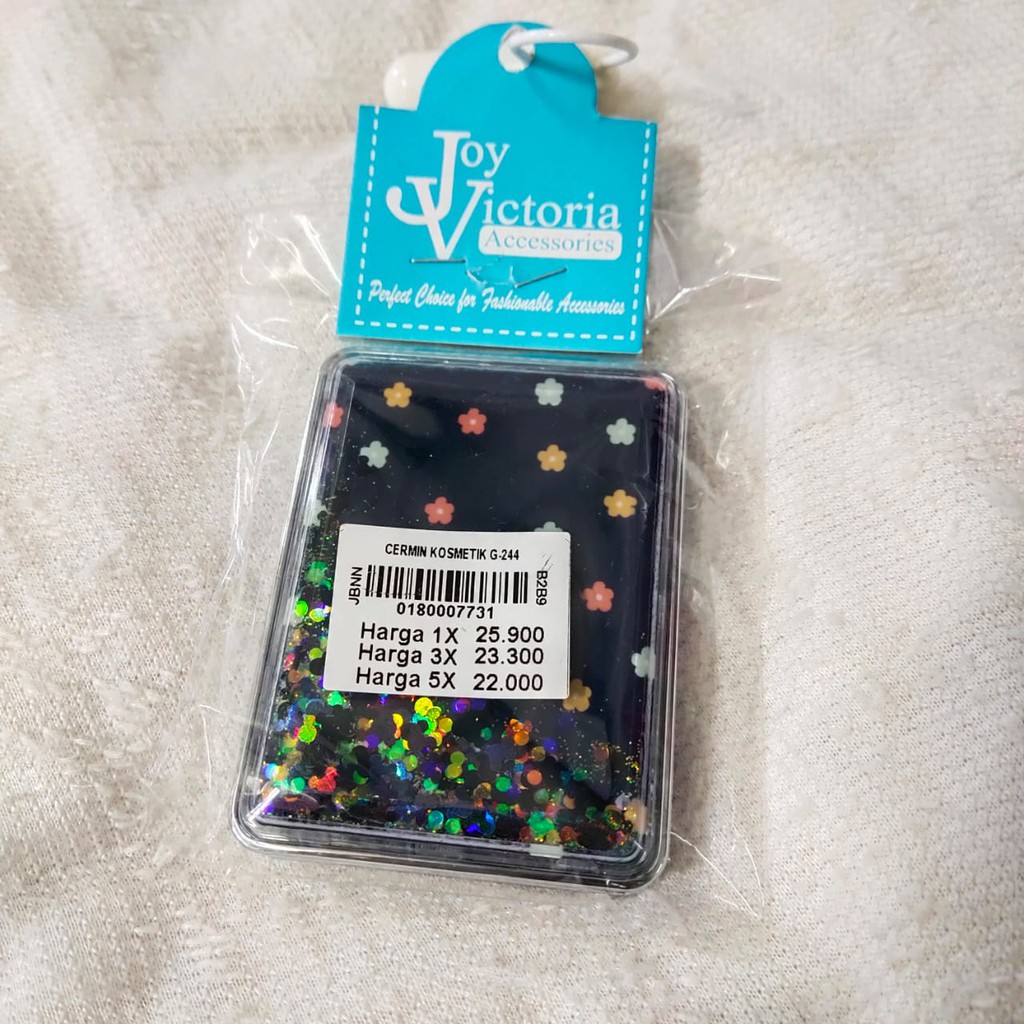 Joy
Victoria
Accessories
Perfect Choice for Fashionable Accessories
CERMIN KOSMETIK G-244
JBNN
B2B9
0180007731
Harga 1X 25.900
Harga 3X 23.300
Harga 5X 22.000